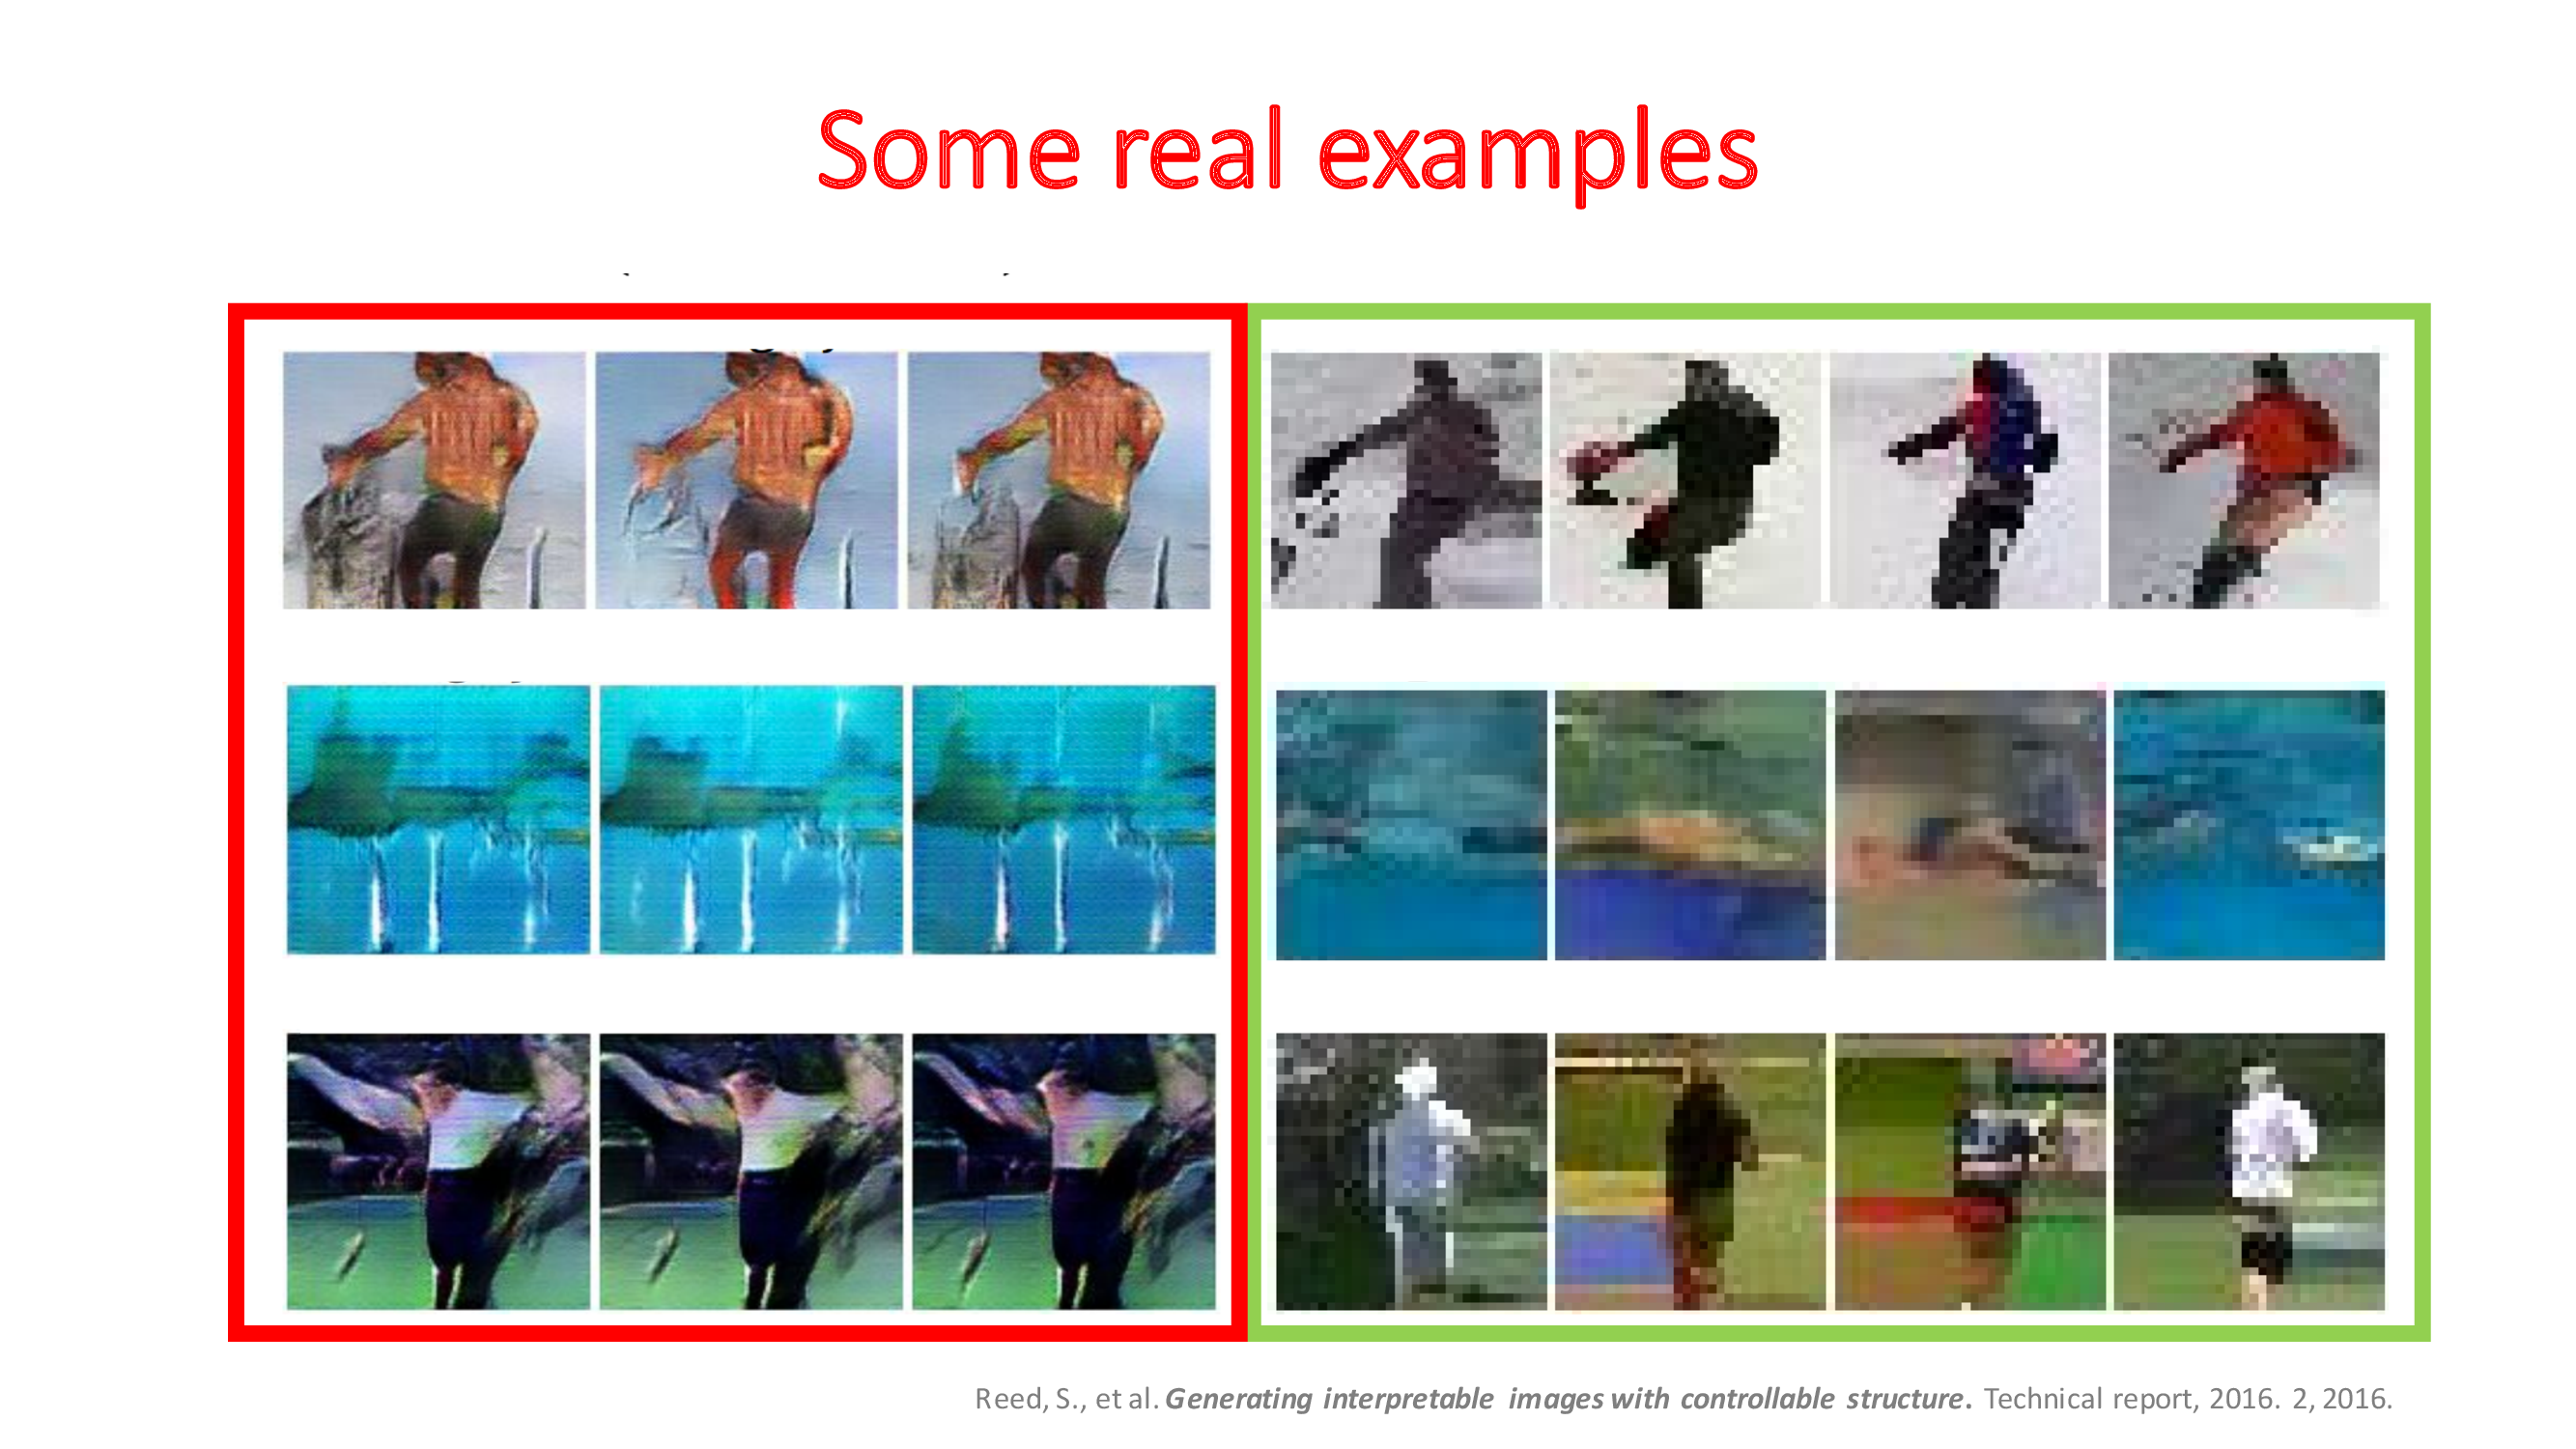 Some real examples
Reed, S., et al. Generating interpretable images with controllable structure. Technical report, 2016. 2, 2016.